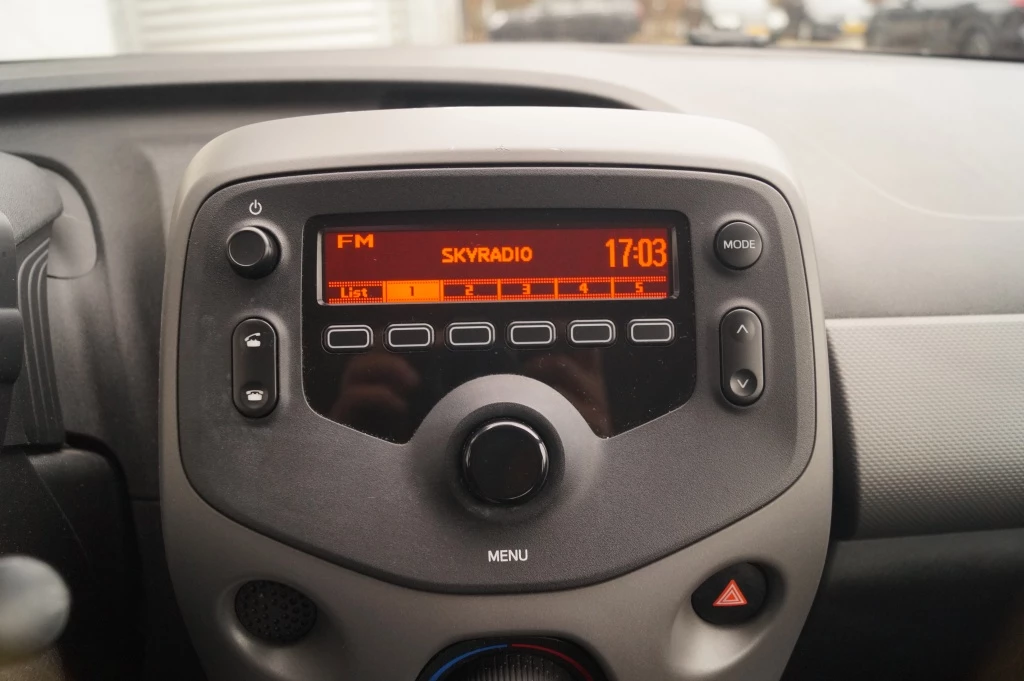 FM
SKYRADIO
17:03
MODE
List 1 2 3 4 5
MENU